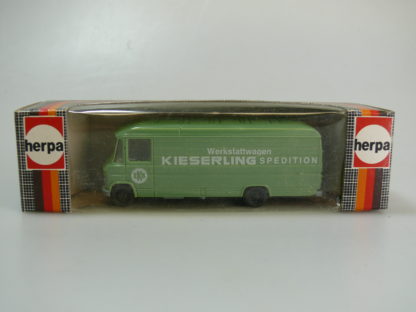 herpa
Werkstattwagen
KIESERLING SPEDITION
herpa